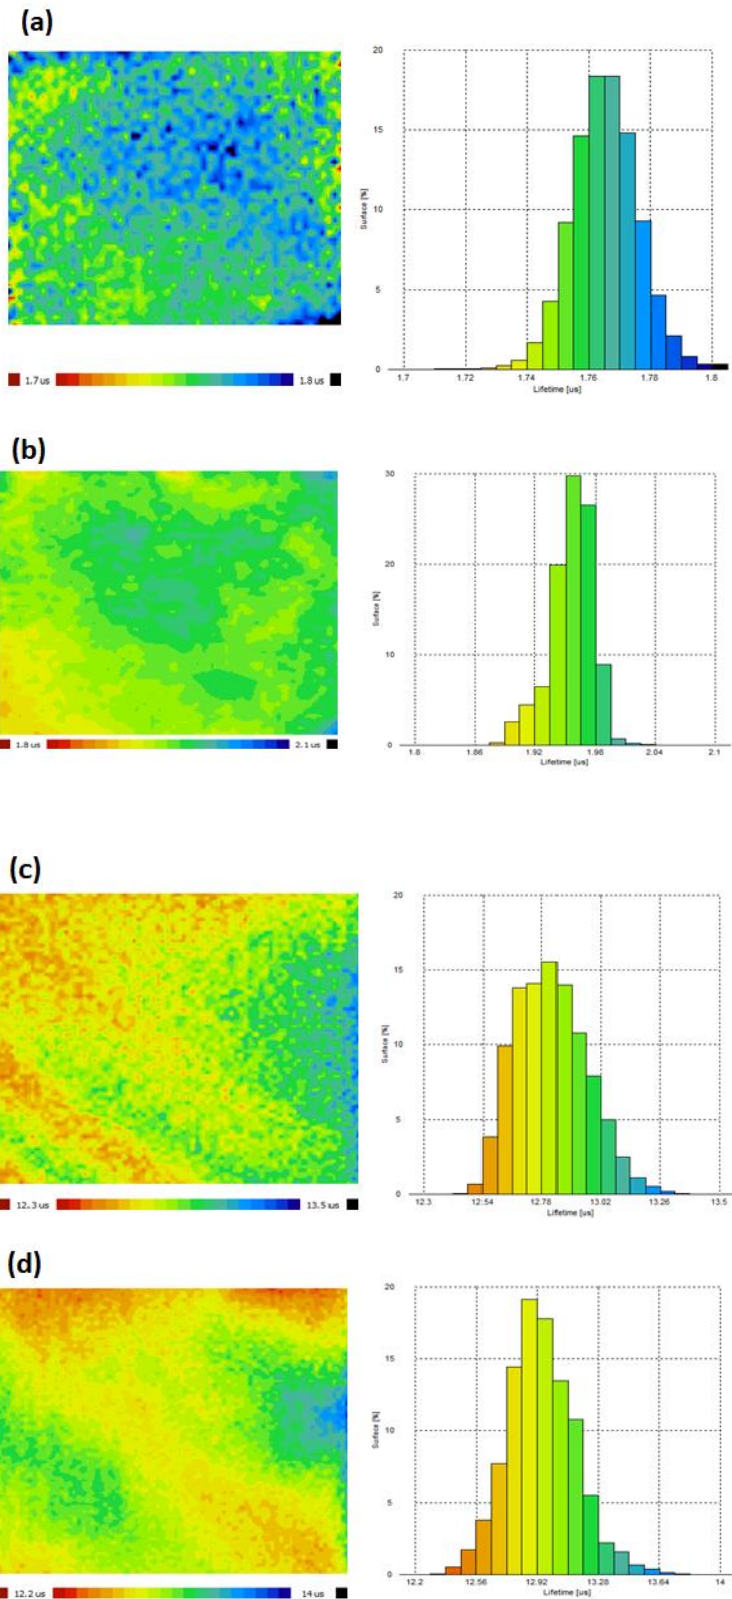 (a)
20
15
10
5
0
Surface [%]
1.7 1.72 1.74 1.76 1.78 1.8
Lifetime [us]
1.7 us 1.8 us
(b)
30
20
10
0
Surface [%]
1.8 1.86 1.92 1.98 2.04 2.1
Lifetime [us]
1.8 us 2.1 us
(c)
20
15
10
5
0
Surface [%]
12.3 12.54 12.78 13.02 13.26 13.5
Lifetime [us]
12.3 us 13.5 us
(d)
20
15
10
5
0
Surface [%]
12.2 12.56 12.92 13.28 13.64 14
Lifetime [us]
12.2 us 14 us